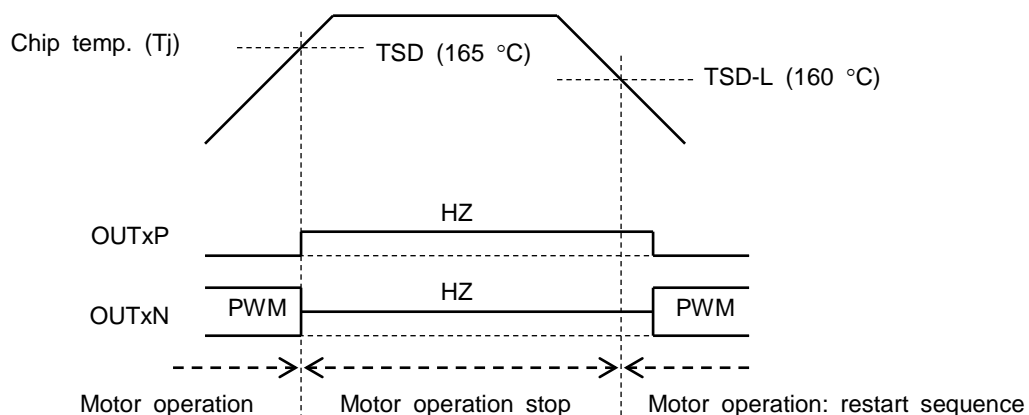 Chip temp. (Tj)
TSD (165 °C)
TSD-L (160 °C)
HZ
OUTxP
HZ
PWM
PWM
OUTxN
Motor operation
Motor operation stop
Motor operation: restart sequence